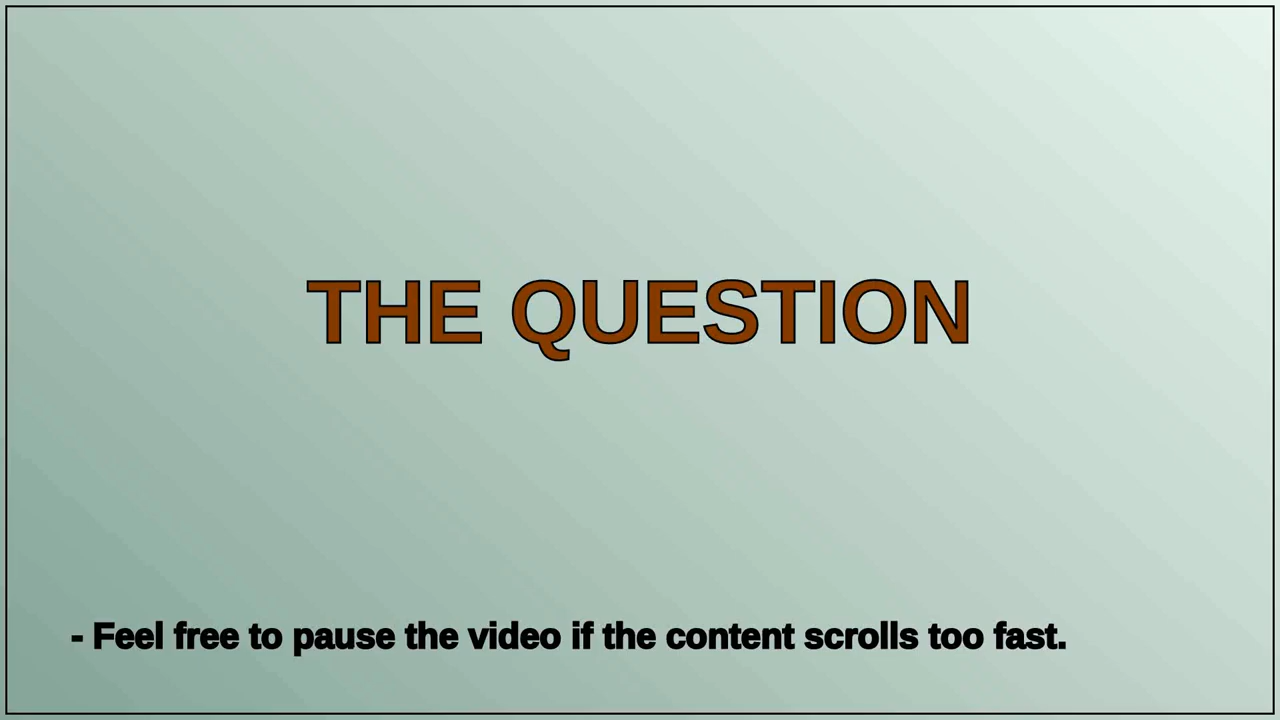 THE QUESTION
- Feel free to pause the video if the content scrolls too fast.